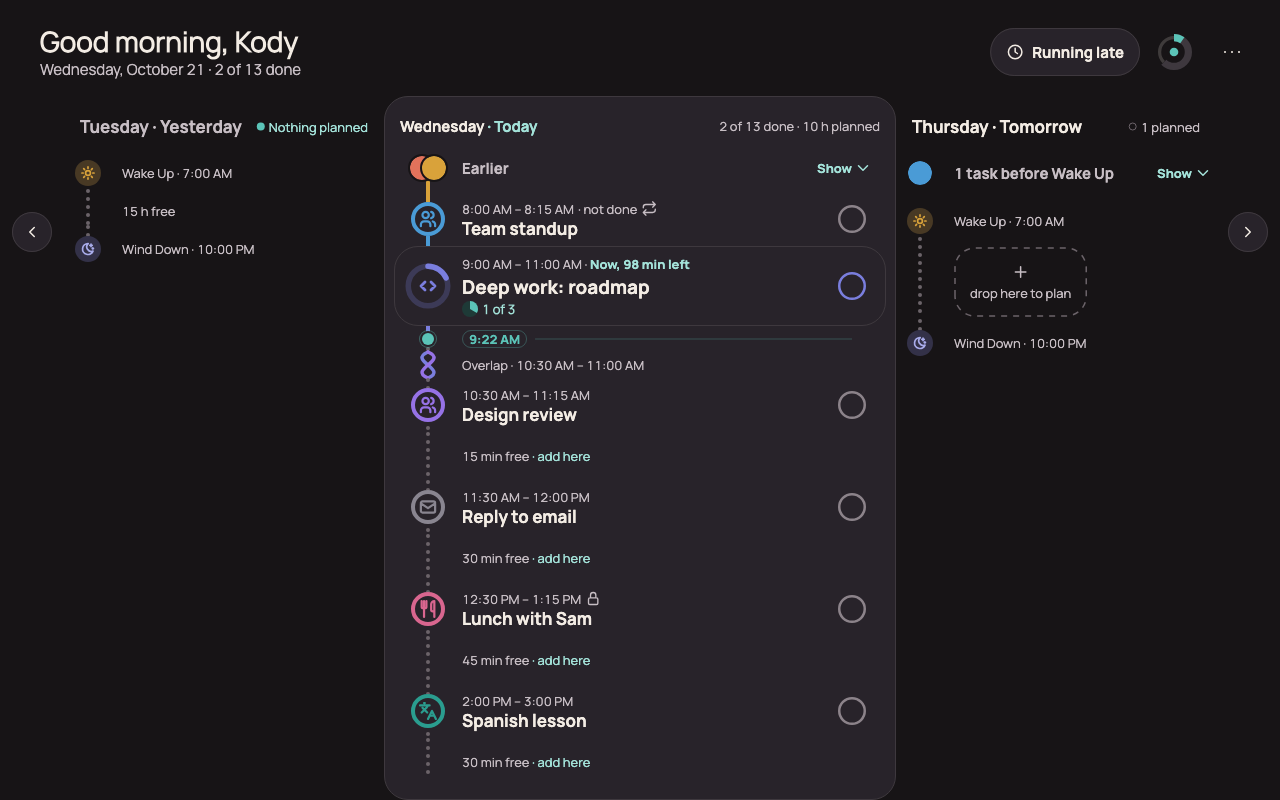 Good morning, Kody
Wednesday, October 21 · 2 of 13 done
Running late
Tuesday · Yesterday
Nothing planned
Wake Up · 7:00 AM
15 h free
Wind Down · 10:00 PM
Wednesday · Today
2 of 13 done · 10 h planned
Earlier
Show
8:00 AM – 8:15 AM · not done
Team standup
9:00 AM – 11:00 AM · Now, 98 min left
Deep work: roadmap
1 of 3
9:22 AM
Overlap · 10:30 AM – 11:00 AM
10:30 AM – 11:15 AM
Design review
15 min free · add here
11:30 AM – 12:00 PM
Reply to email
30 min free · add here
12:30 PM – 1:15 PM
Lunch with Sam
45 min free · add here
2:00 PM – 3:00 PM
Spanish lesson
30 min free · add here
Thursday · Tomorrow
1 planned
1 task before Wake Up
Show
Wake Up · 7:00 AM
drop here to plan
Wind Down · 10:00 PM